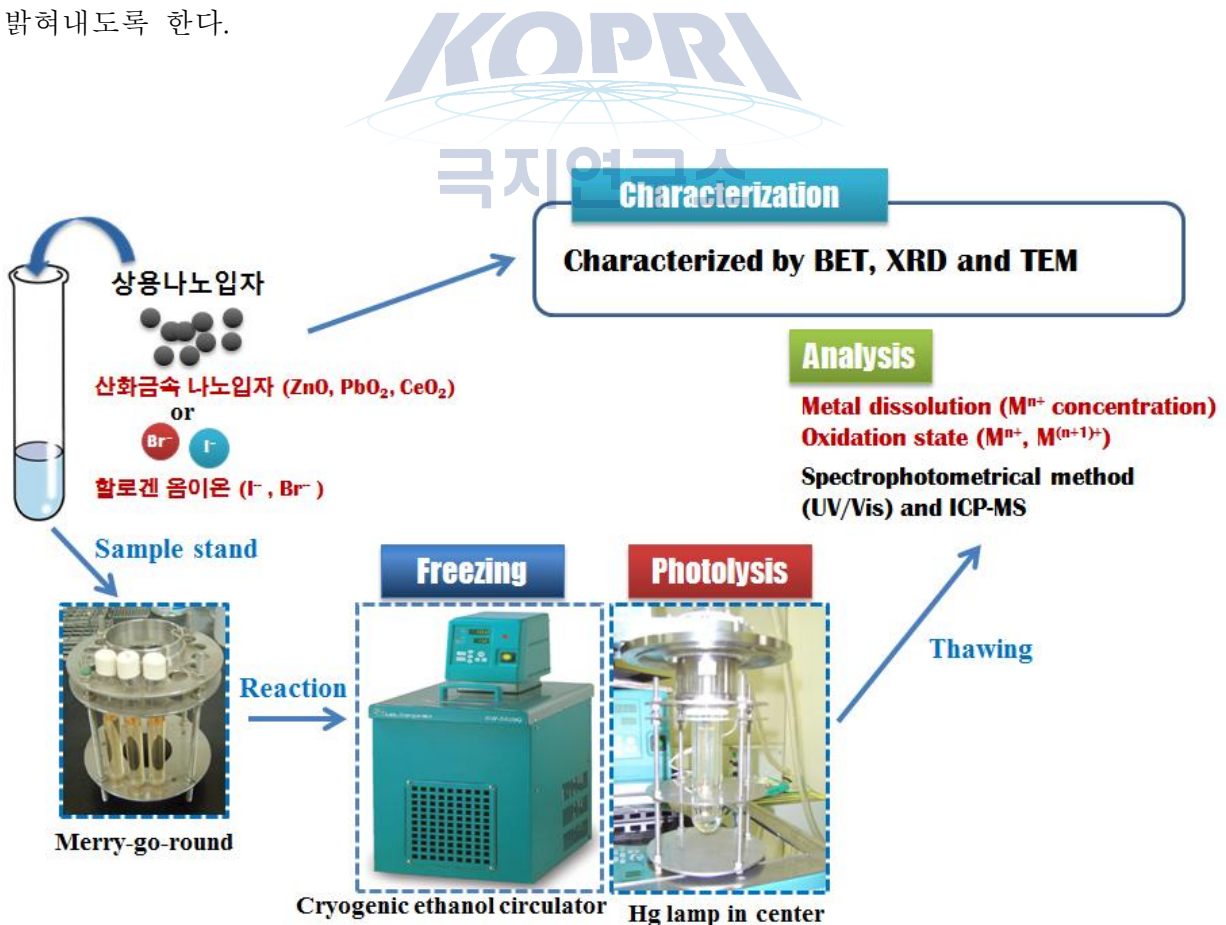 밝혀내도록 한다.
KOPRI
극지연구소
Characterization
Characterized by BET, XRD and TEM
상용나노입자
산화금속 나노입자 (ZnO, PbO₂, CeO₂)
or
Br⁻ I⁻
할로겐 옴이온 (I⁻ , Br⁻ )
Analysis
Metal dissolution (Mⁿ⁺ concentration)
Oxidation state (Mⁿ⁺, M⁽ⁿ⁺¹⁾⁺)
Spectrophotometrical method
(UV/Vis) and ICP-MS
Sample stand
Freezing
Photolysis
Reaction
Thawing
Merry-go-round
Cryogenic ethanol circulator
Hg lamp in center